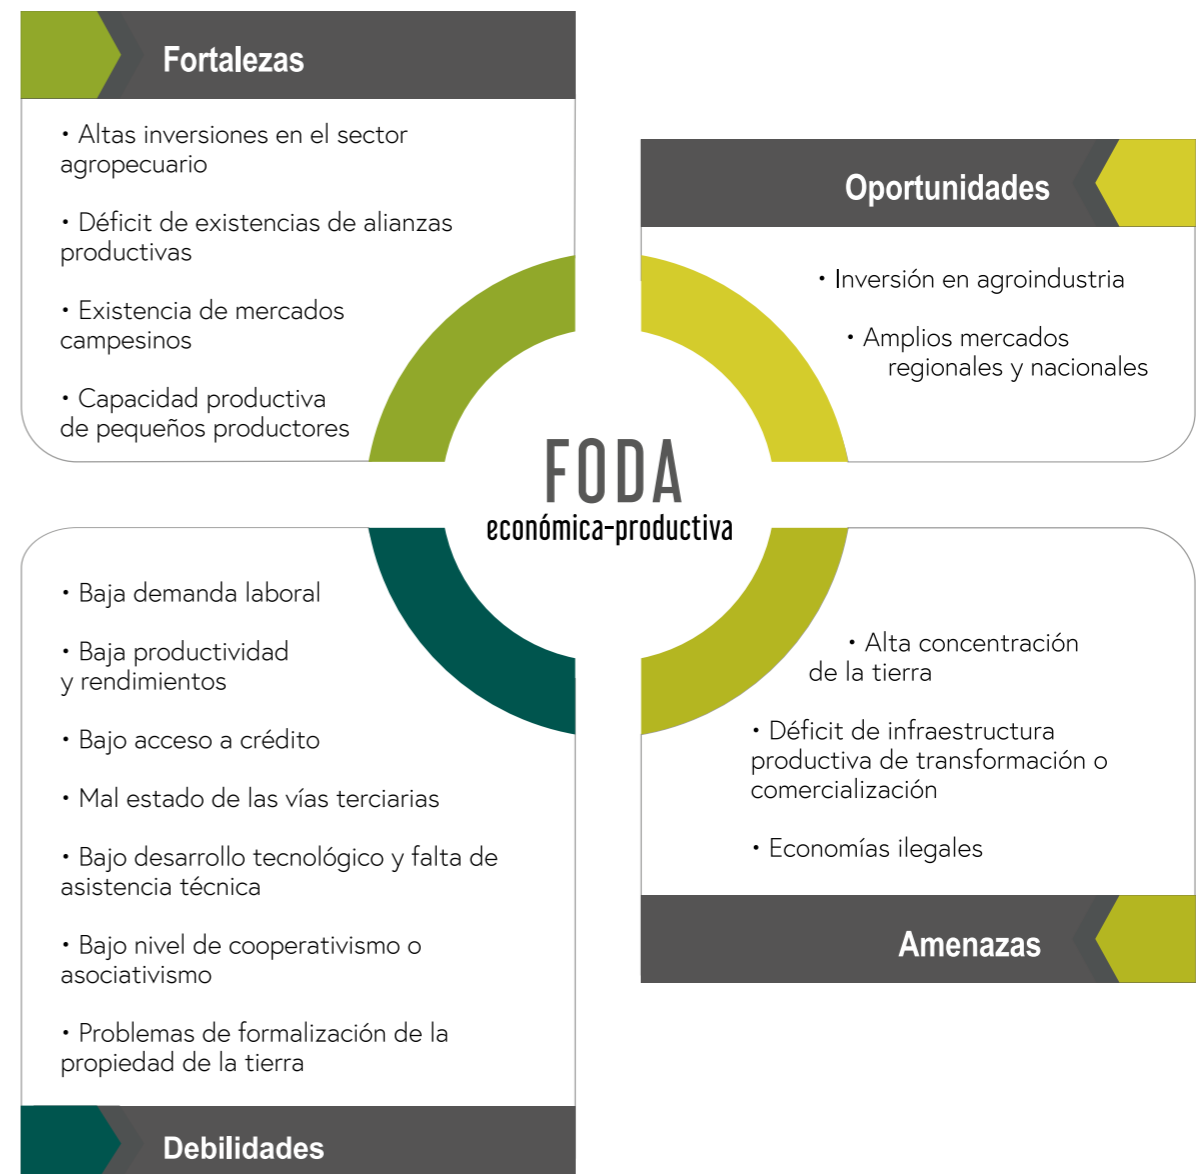 Fortalezas
• Altas inversiones en el sector
agropecuario
• Déficit de existencias de alianzas
productivas
• Existencia de mercados
campesinos
• Capacidad productiva
de pequeños productores
Oportunidades
• Inversión en agroindustria
• Amplios mercados
regionales y nacionales
FODA
económica-productiva
• Baja demanda laboral
• Baja productividad
y rendimientos
• Bajo acceso a crédito
• Mal estado de las vías terciarias
• Bajo desarrollo tecnológico y falta de
asistencia técnica
• Bajo nivel de cooperativismo o
asociativismo
• Problemas de formalización de la
propiedad de la tierra
Debilidades
• Alta concentración
de la tierra
• Déficit de infraestructura
productiva de transformación o
comercialización
• Economías ilegales
Amenazas